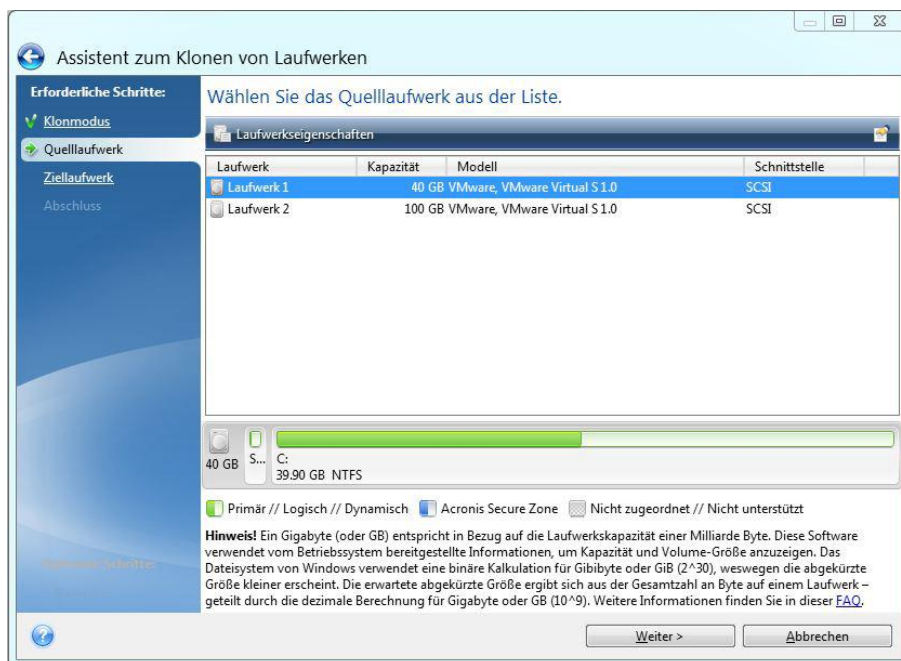 Assistent zum Klonen von Laufwerken
Erforderliche Schritte:
Klonmodus
Quelllaufwerk
Ziellaufwerk
Abschluss
Wählen Sie das Quelllaufwerk aus der Liste.
Laufwerkseigenschaften
Laufwerk Kapazität Modell Schnittstelle
Laufwerk 1 40 GB VMware, VMware Virtual S 1.0 SCSI
Laufwerk 2 100 GB VMware, VMware Virtual S 1.0 SCSI
40 GB S... C:
39.90 GB NTFS
Primär // Logisch // Dynamisch Acronis Secure Zone Nicht zugeordnet // Nicht unterstützt
Hinweis! Ein Gigabyte (oder GB) entspricht in Bezug auf die Laufwerkskapazität einer Milliarde Byte. Diese Software
verwendet vom Betriebssystem bereitgestellte Informationen, um Kapazität und Volume-Größe anzuzeigen. Das
Dateisystem von Windows verwendet eine binäre Kalkulation für Gibibyte oder GiB (2^30), weswegen die abgekürzte
Größe kleiner erscheint. Die erwartete abgekürzte Größe ergibt sich aus der Gesamtzahl an Byte auf einem Laufwerk –
geteilt durch die dezimale Berechnung für Gigabyte oder GB (10^9). Weitere Informationen finden Sie in dieser FAQ.
Weiter > Abbrechen